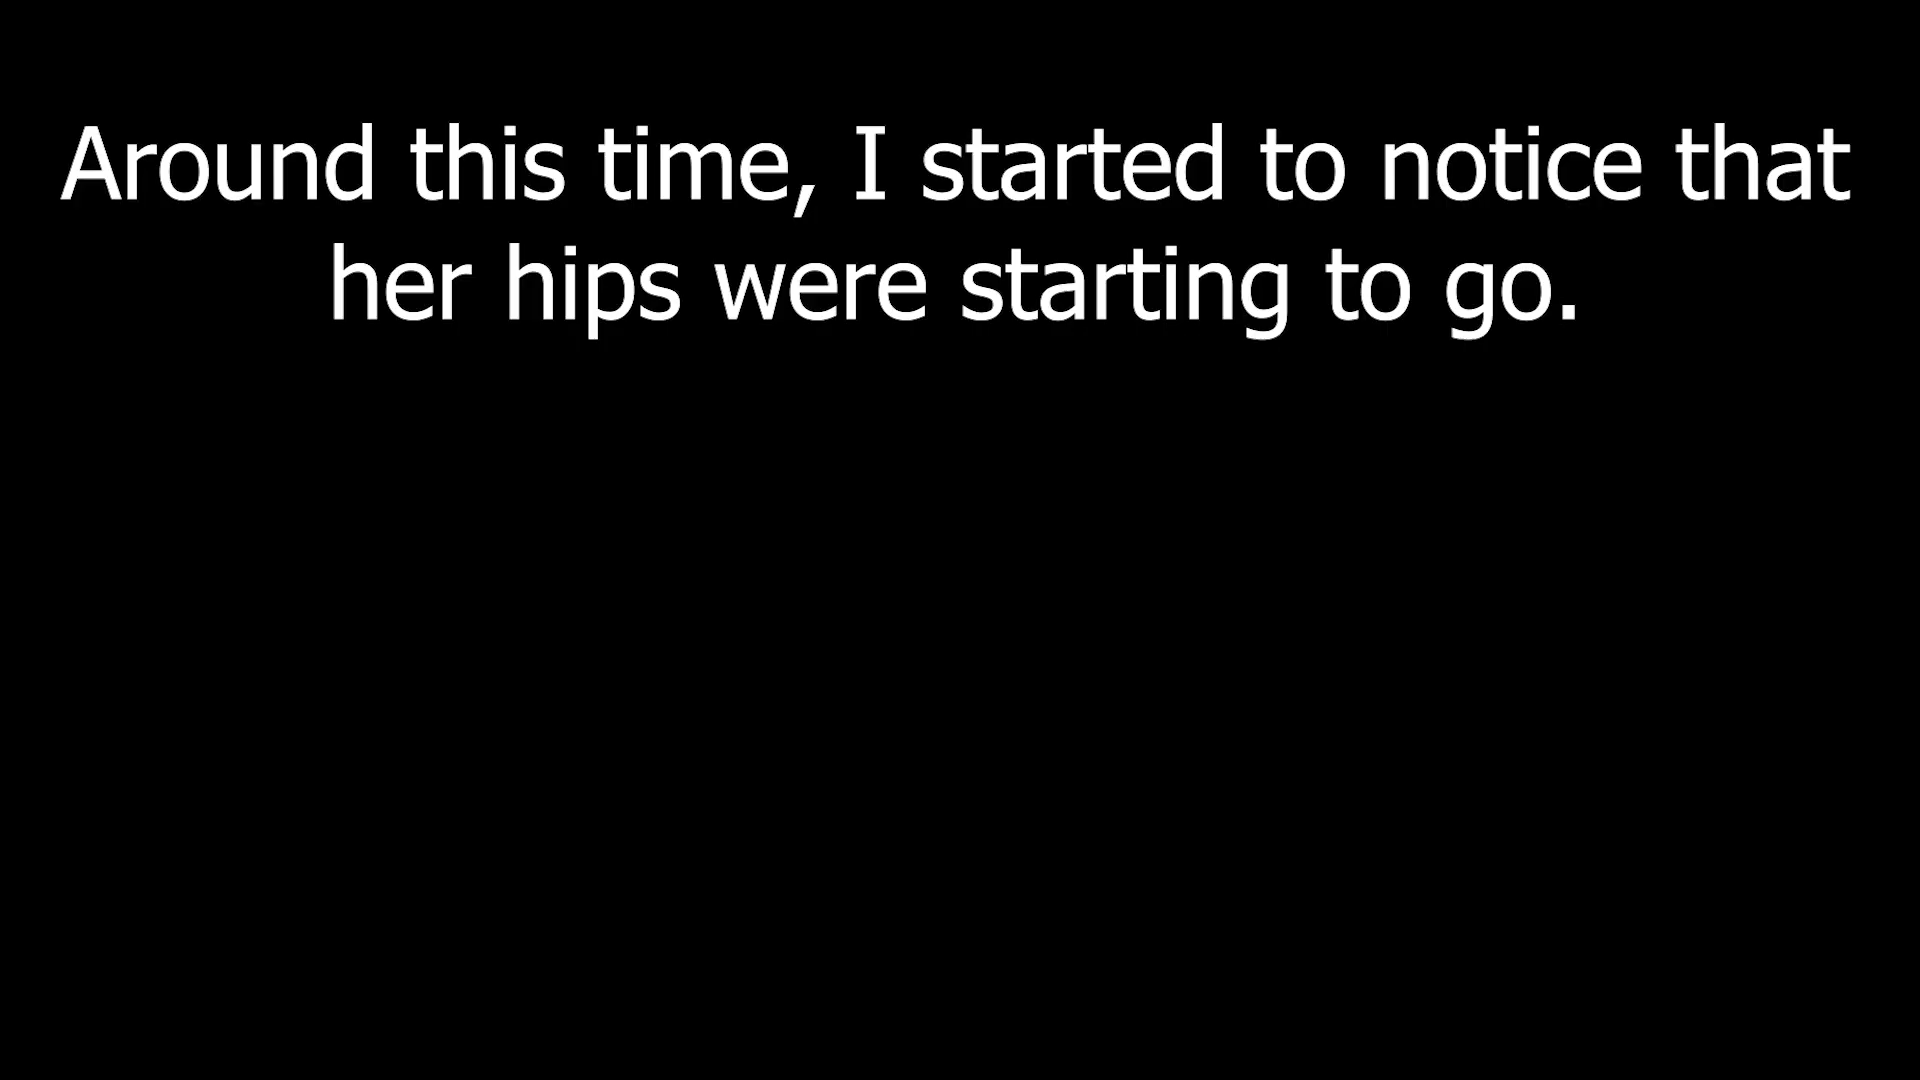 Around this time, I started to notice that
her hips were starting to go.